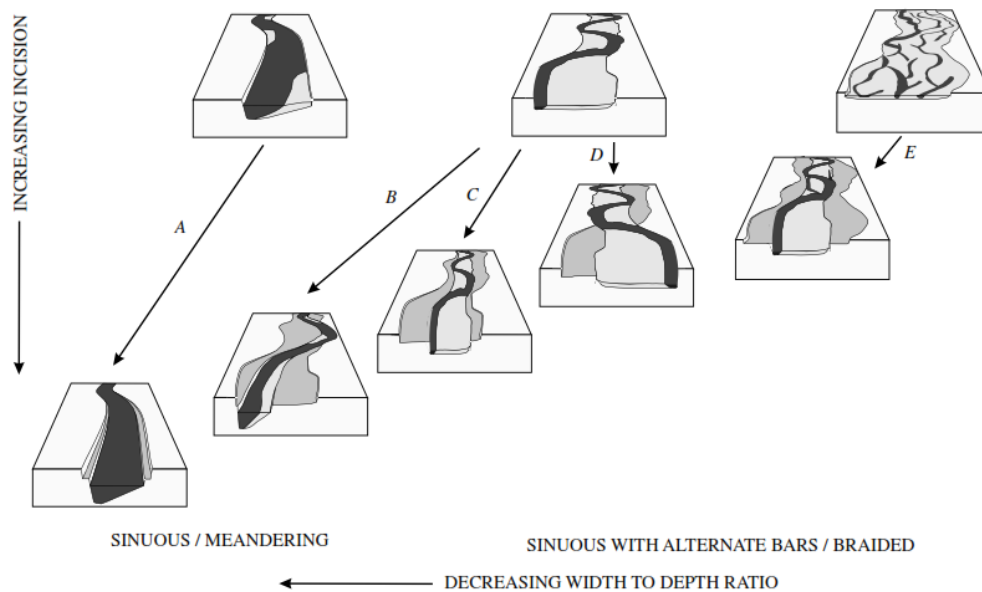 INCREASING INCISION
A
B
C
D
E
SINUOUS / MEANDERING
SINUOUS WITH ALTERNATE BARS / BRAIDED
DECREASING WIDTH TO DEPTH RATIO